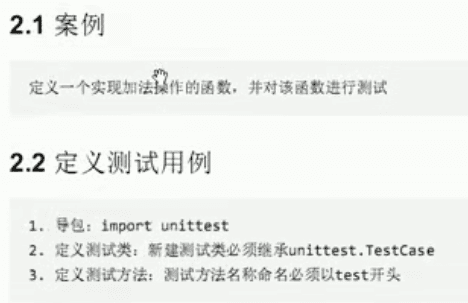 2.1 案例
定义一个实现加法操作的函数，并对该函数进行测试
2.2 定义测试用例
1. 导包：import unittest
2. 定义测试类：新建测试类必须继承unittest.TestCase
3. 定义测试方法：测试方法名称命名必须以test开头